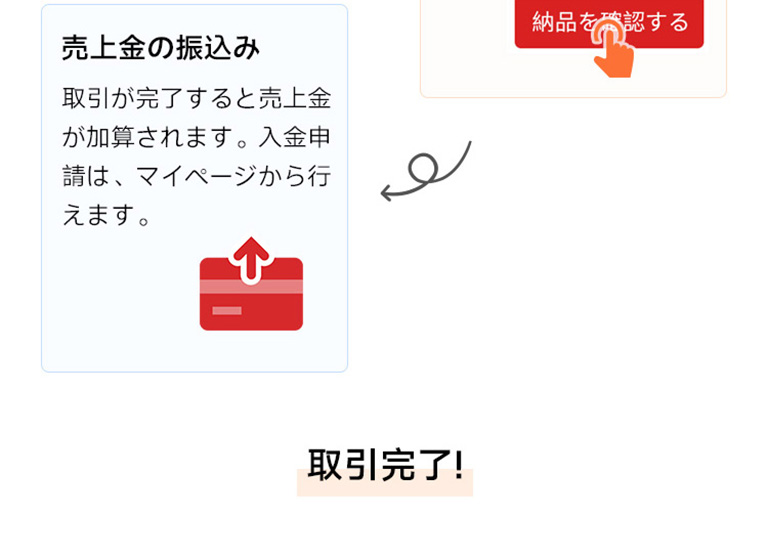 納品を確認する
売上金の振込み
取引が完了すると売上金
が加算されます。入金申
請は、マイページから行
えます。
取引完了!